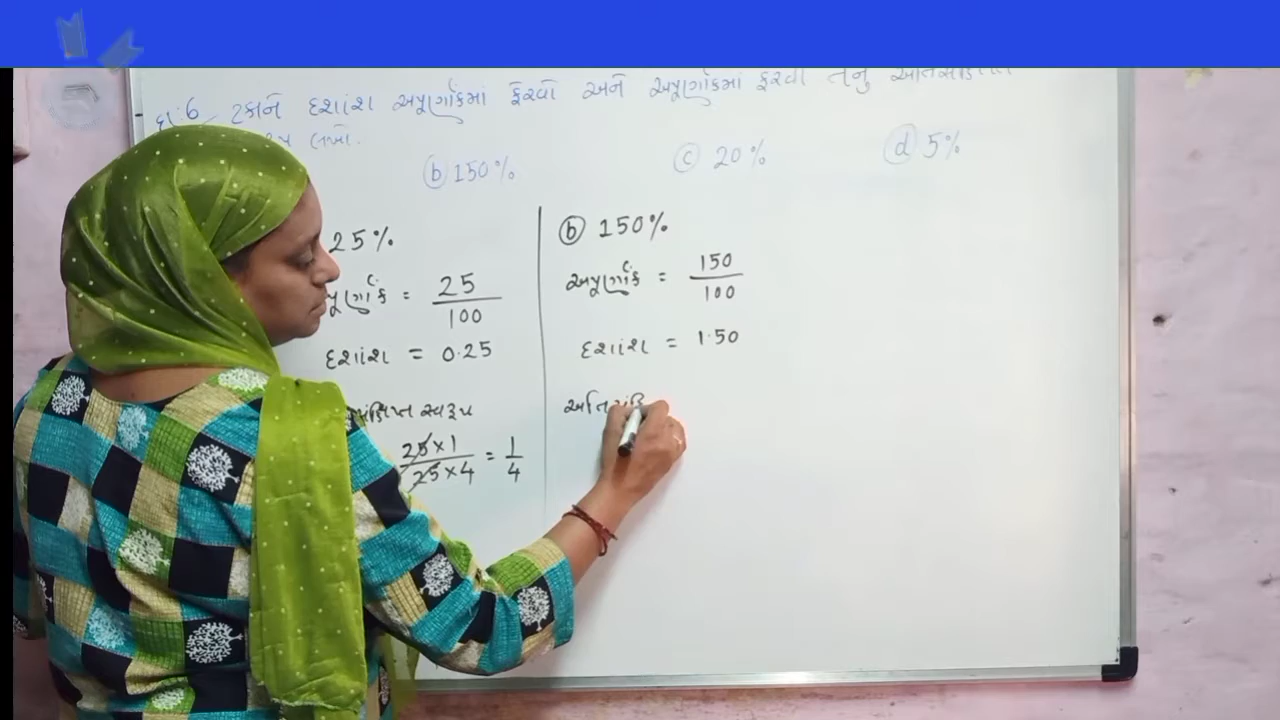 દા:6 ટકાને દશાંશ અપૂર્ણાંકમાં ફેરવો અને અપૂર્ણાંકમાં ફેરવી તેનું
લખો.
ⓑ 150% ⓒ 20% ⓓ 5%
25%
પૂર્ણાંક = 25/100
દશાંશ = 0.25
સંક્ષિપ્ત સ્વરૂપ
25×1/25×4 = 1/4
ⓑ 150%
અપૂર્ણાંક = 150/100
દશાંશ = 1.50
અતિસંક્ષિ